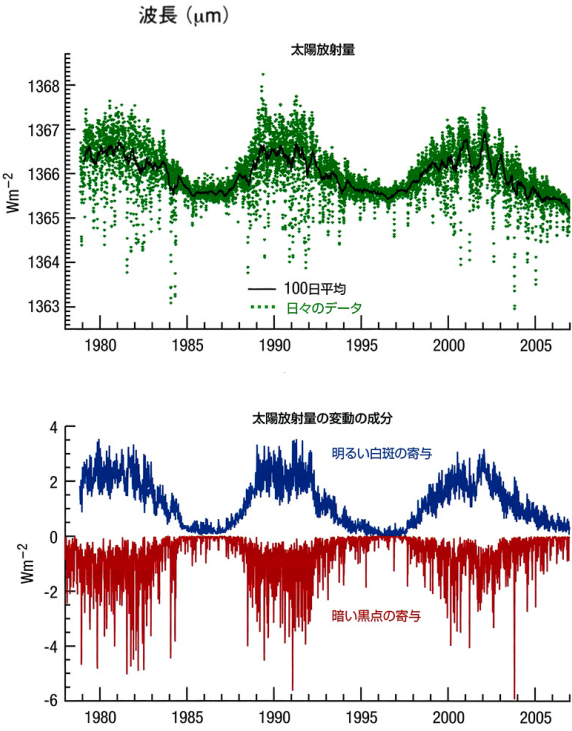 波長（μm）
太陽放射量
1368
1367
1366
1365
1364
1363
Wm−2
100日平均
日々のデータ
1980 1985 1990 1995 2000 2005
太陽放射量の変動の成分
4
2
0
-2
-4
-6
Wm−2
明るい白斑の寄与
暗い黒点の寄与
1980 1985 1990 1995 2000 2005